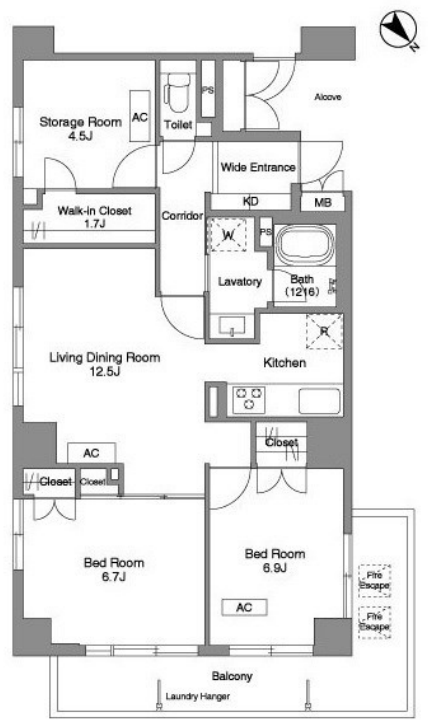 N
Storage Room
4.5J
AC
Toilet
PS
Alcove
Wide Entrance
KD
MB
Walk-in Closet
1.7J
Corridor
W
PS
Lavatory
Bath
(1216)
R
Living Dining Room
12.5J
Kitchen
AC
Closet
Closet
Closet
Bed Room
6.7J
Bed Room
6.9J
AC
Fire
Escape
Fire
Escape
Balcony
Laundry Hanger